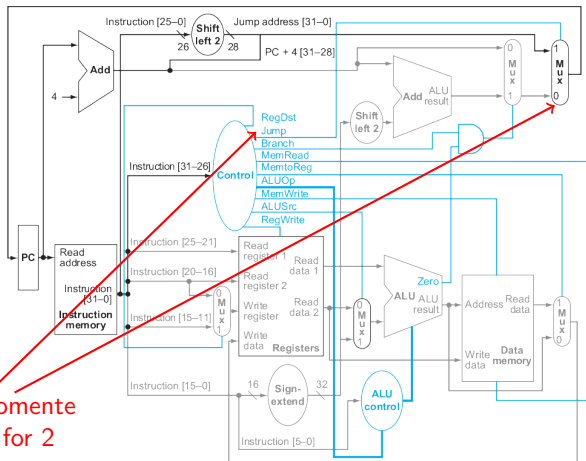 Instruction [25–0]
Shift
left 2
Jump address [31–0]
26
28
PC + 4 [31–28]
Add
4
0
M
u
x
1
1
M
u
x
0
Add
ALU
result
Shift
left 2
RegDst
Jump
Branch
MemRead
MemtoReg
ALUOp
MemWrite
ALUSrc
RegWrite
Instruction [31–26]
Control
PC
Read
address
Instruction
[31–0]
Instruction
memory
Instruction [25–21]
Instruction [20–16]
Instruction [15–11]
0
M
u
x
1
Read
register 1
Read
register 2
Write
register
Write
data
Read
data 1
Read
data 2
Registers
0
M
u
x
1
Zero
ALU
ALU
result
Address
Read
data
Write
data
Data
memory
1
M
u
x
0
Instruction [15–0]
16
Sign-
extend
32
ALU
control
Instruction [5–0]
omente
for 2